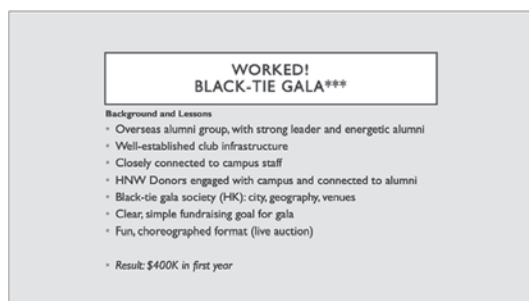 WORKED!
BLACK-TIE GALA***
Background and Lessons
• Overseas alumni group, with strong leader and energetic alumni
• Well-established club infrastructure
• Closely connected to campus staff
• HNW Donors engaged with campus and connected to alumni
• Black-tie gala society (HK): city, geography, venues
• Clear, simple fundraising goal for gala
• Fun, choreographed format (live auction)
• Result: $400K in first year